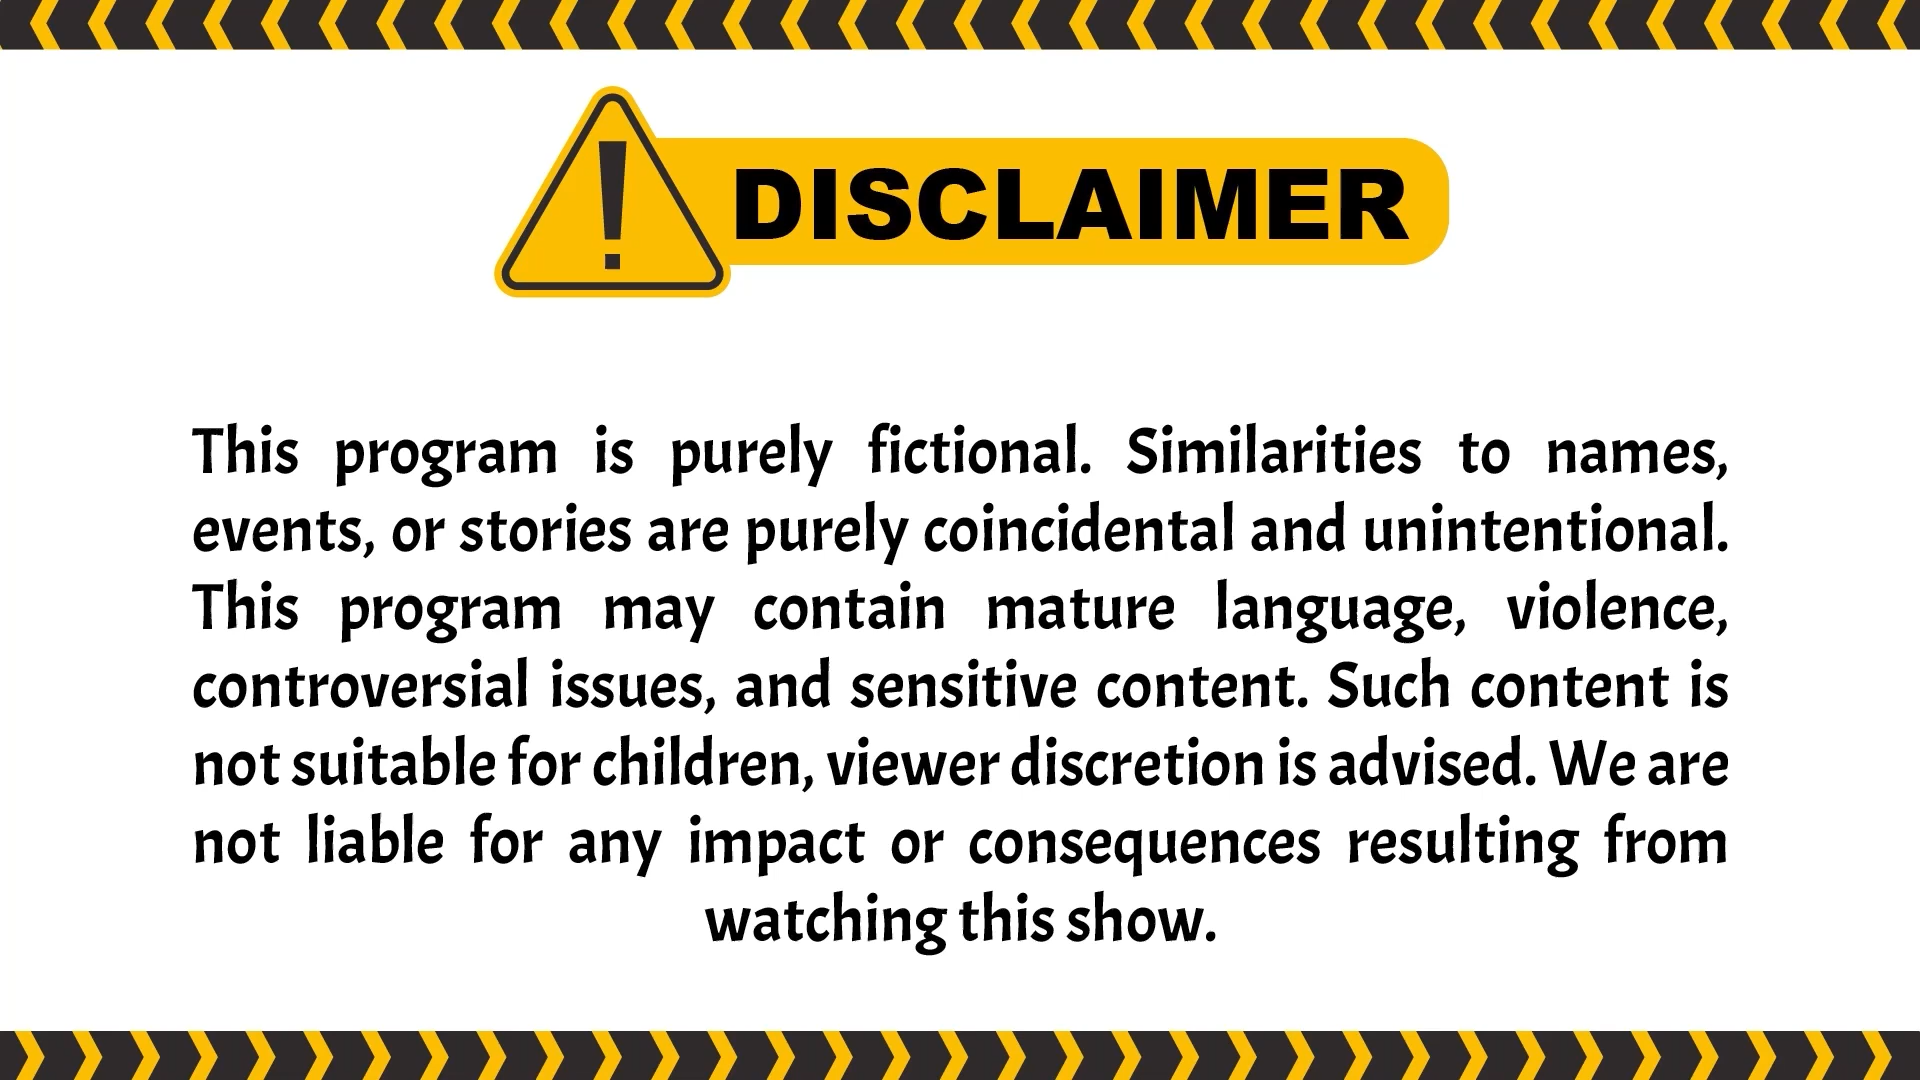 DISCLAIMER
This program is purely fictional. Similarities to names,
events, or stories are purely coincidental and unintentional.
This program may contain mature language, violence,
controversial issues, and sensitive content. Such content is
not suitable for children, viewer discretion is advised. We are
not liable for any impact or consequences resulting from
watching this show.